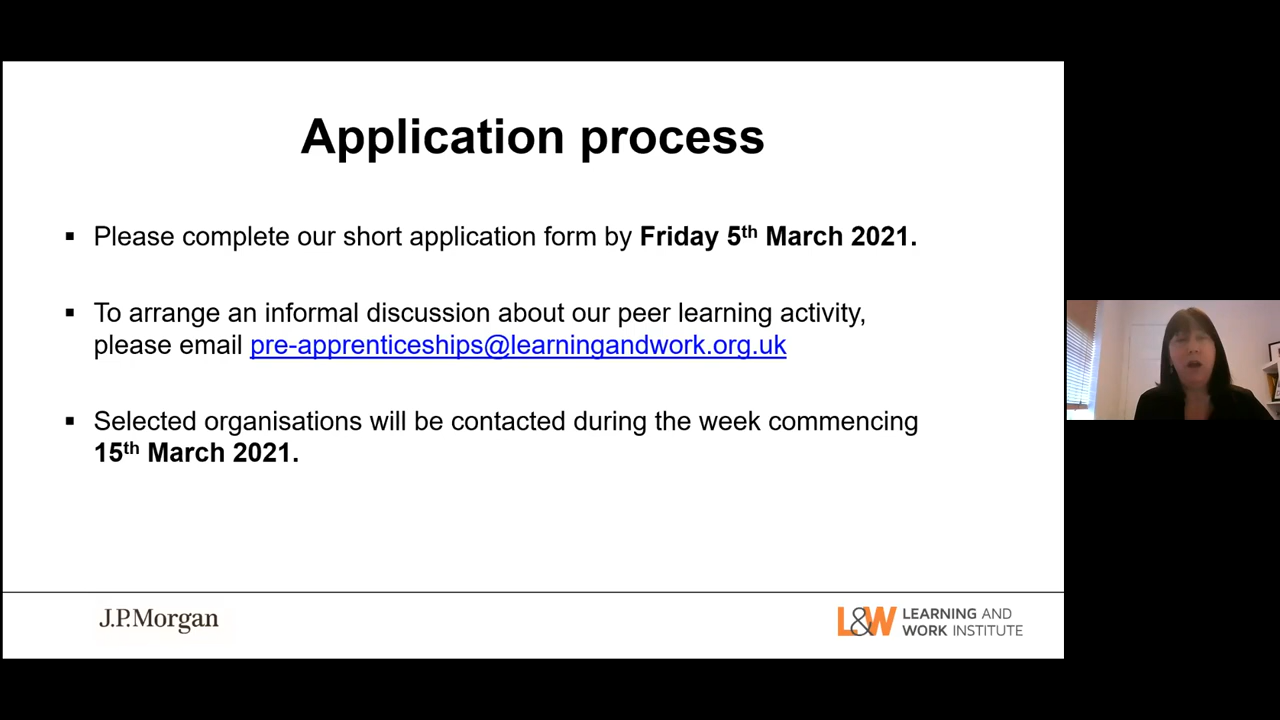 Application process
▪ Please complete our short application form by Friday 5th March 2021.
▪ To arrange an informal discussion about our peer learning activity,
please email pre-apprenticeships@learningandwork.org.uk
▪ Selected organisations will be contacted during the week commencing
15th March 2021.
J.P.Morgan
L&W LEARNING AND
WORK INSTITUTE